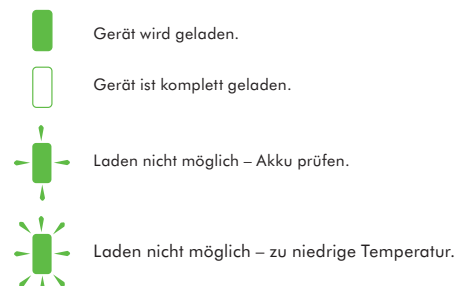 Gerät wird geladen.
Gerät ist komplett geladen.
Laden nicht möglich – Akku prüfen.
Laden nicht möglich – zu niedrige Temperatur.